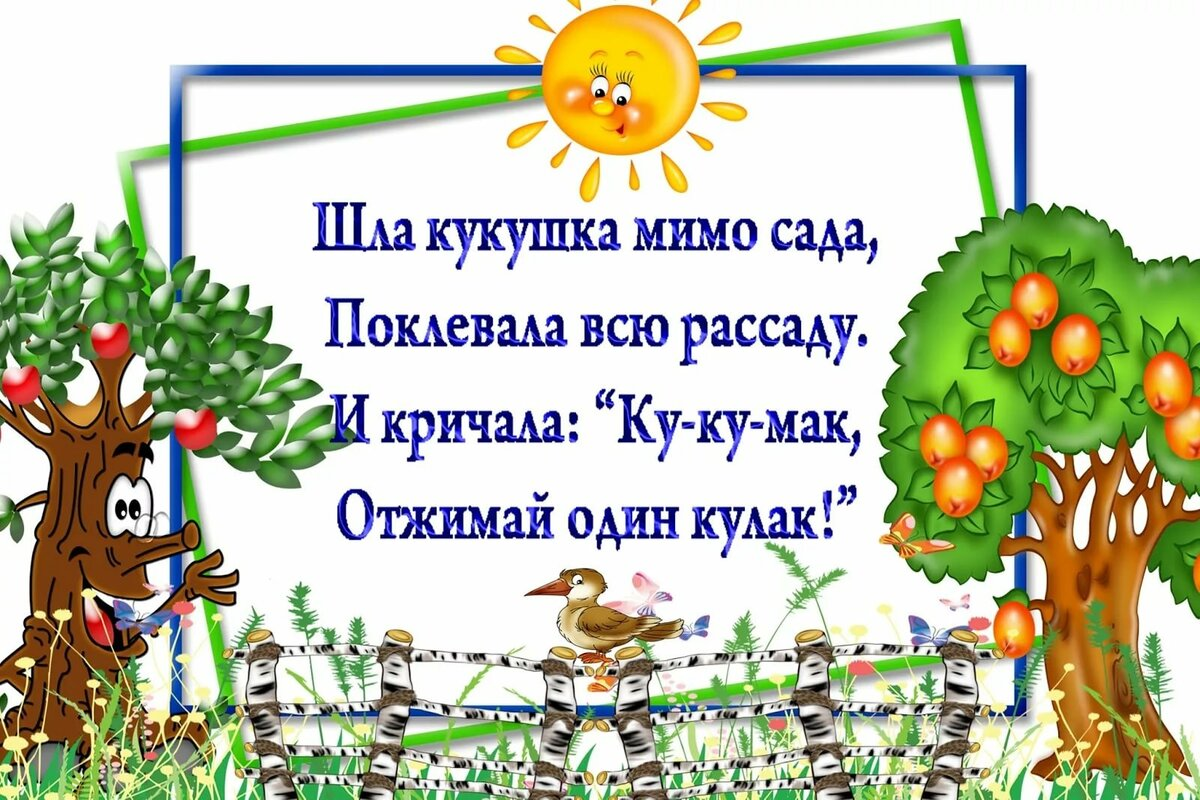 Шла кукушка мимо сада,
Поклевала всю рассаду.
И кричала: “Ку-ку-мак,
Отжимай один кулак!”